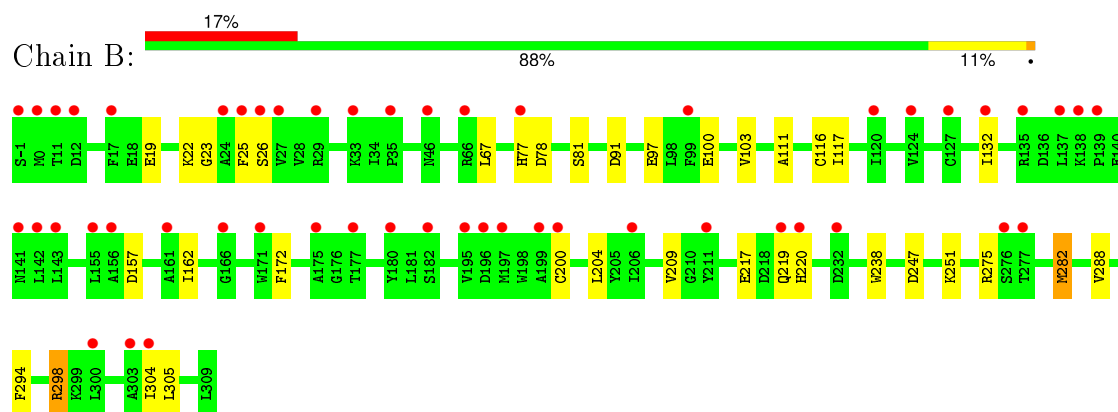 17%
Chain B:
88% 11% •
S-1 M0 T11 D12 F17 E18 E19 K22 G23 A24 F25 S26 V27 V28 R29 K33 I34 P35 M46 R66 L67 H77 D78 S81 D91 E97 L98 F99 E100 V103 A111 C116 I117 I120 V124 C127 I132 R135 D136 L137 K138 P139 E140
N141 L142 L143 L155 A156 D157 A161 I162 G166 W171 F172 A175 G176 T177 Y180 L181 S182 V195 D196 M197 W198 A199 C200 L204 Y205 I206 V209 G210 Y211 E217 D218 Q219 H220 D232 W238 D247 K251 R275 S276 T277 M282 V288
F294 R298 K299 L300 A303 I304 L305 L309